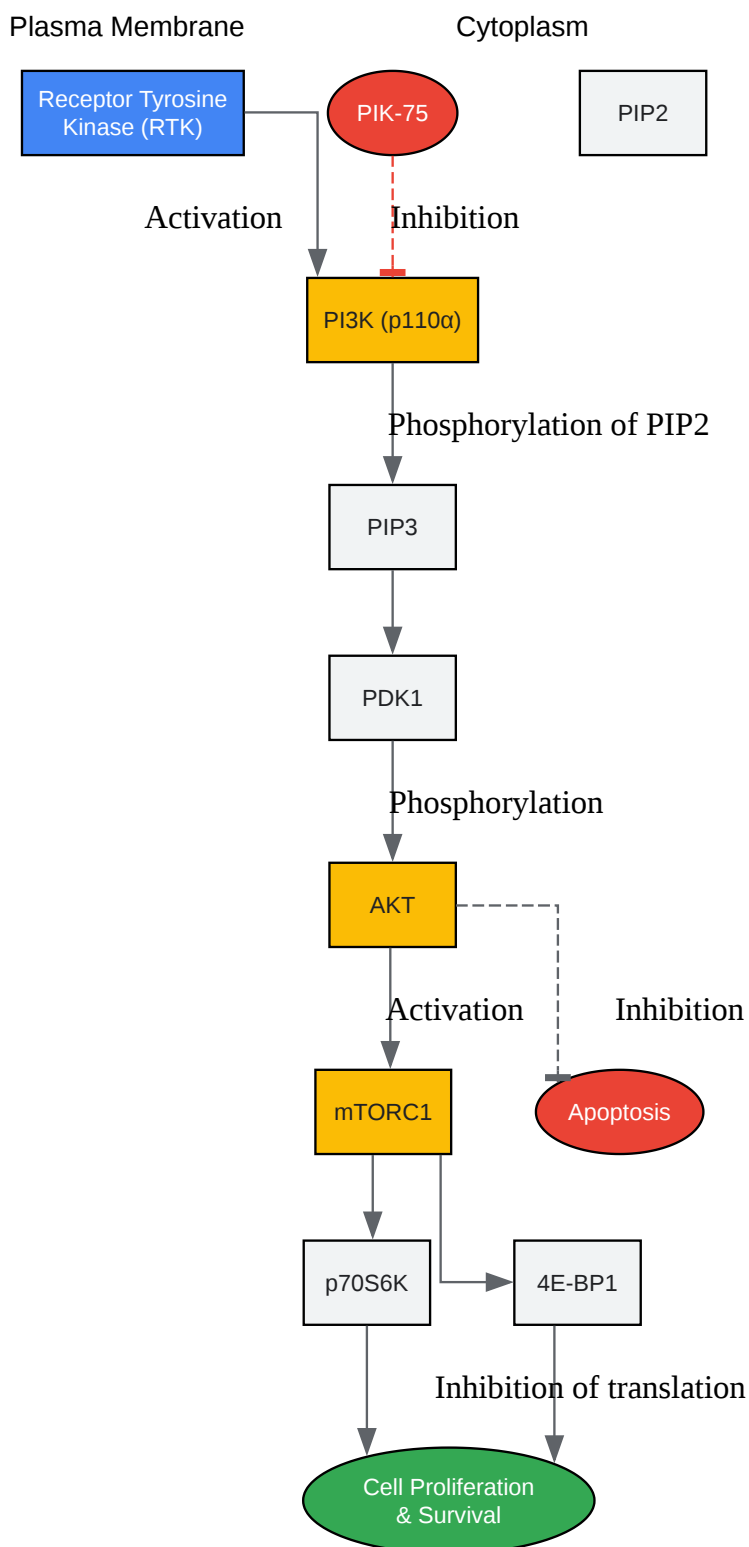 Plasma Membrane
Cytoplasm
Receptor Tyrosine
Kinase (RTK)
PIK-75
PIP2
Activation
Inhibition
PI3K (p110α)
Phosphorylation of PIP2
PIP3
PDK1
Phosphorylation
AKT
Activation
Inhibition
mTORC1
Apoptosis
p70S6K
4E-BP1
Inhibition of translation
Cell Proliferation
& Survival